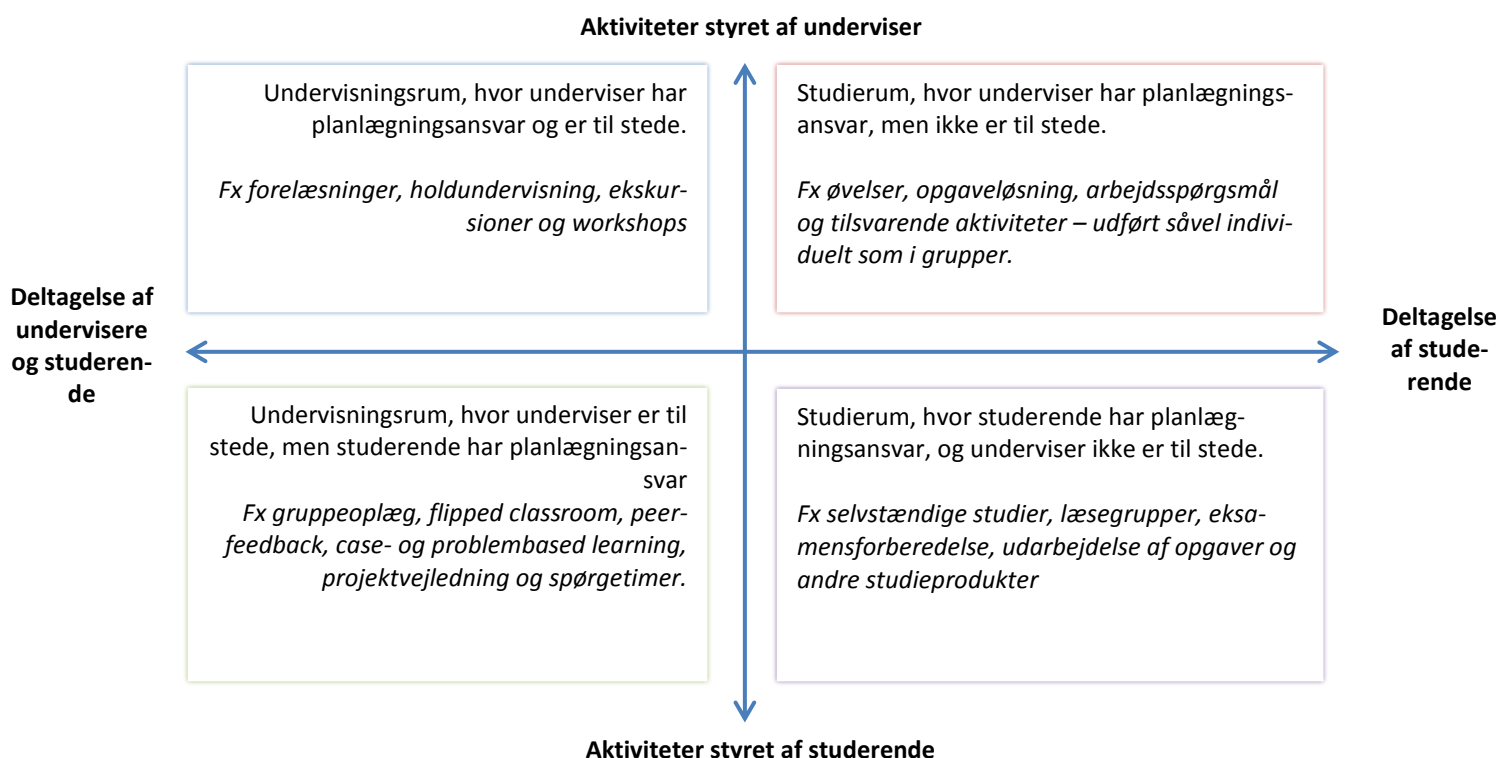 Aktiviteter styret af underviser
Undervisningsrum, hvor underviser har
planlægningsansvar og er til stede.
Fx forelæsninger, holdundervisning, ekskur-
sioner og workshops
Studierum, hvor underviser har planlægnings-
ansvar, men ikke er til stede.
Fx øvelser, opgaveløsning, arbejdsspørgsmål
og tilsvarende aktiviteter – udført såvel indivi-
duelt som i grupper.
Deltagelse af
undervisere
og studeren-
de
Deltagelse
af stude-
rende
Undervisningsrum, hvor underviser er til
stede, men studerende har planlægningsan-
svar
Fx gruppeoplæg, flipped classroom, peer-
feedback, case- og problembased learning,
projektvejledning og spørgetimer.
Studierum, hvor studerende har planlæg-
ningsansvar, og underviser ikke er til stede.
Fx selvstændige studier, læsegrupper, eksa-
mensforberedelse, udarbejdelse af opgaver og
andre studieprodukter
Aktiviteter styret af studerende